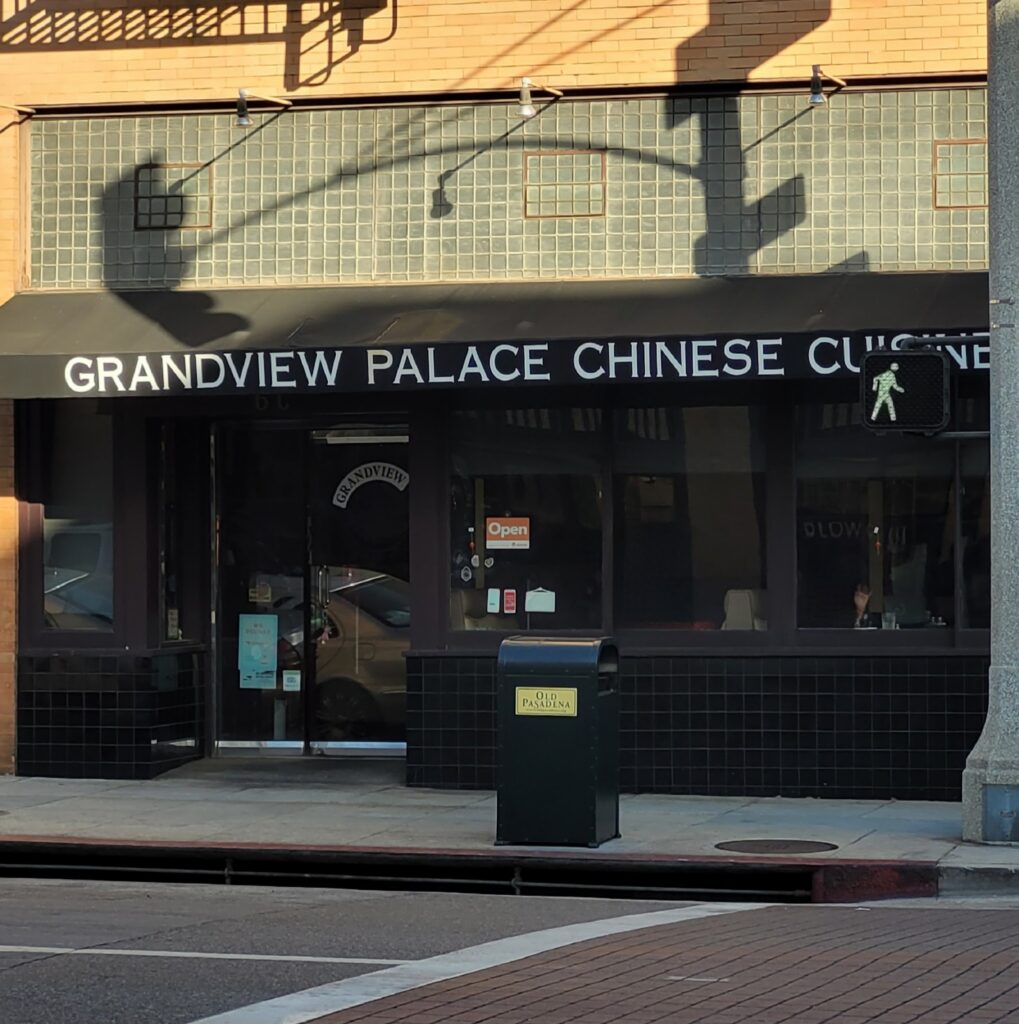 GRANDVIEW PALACE CHINESE CUISINE
GRANDVIEW
Open
OLD
PASADENA